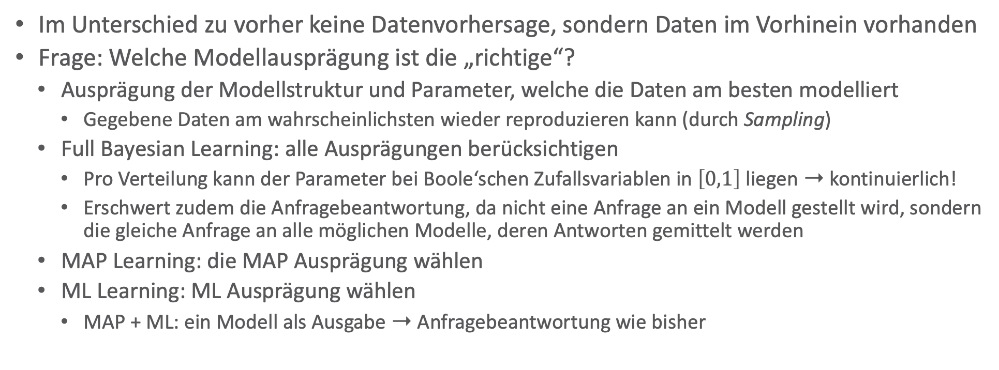 • Im Unterschied zu vorher keine Datenvorhersage, sondern Daten im Vorhinein vorhanden
• Frage: Welche Modellausprägung ist die „richtige“?
• Ausprägung der Modellstruktur und Parameter, welche die Daten am besten modelliert
• Gegebene Daten am wahrscheinlichsten wieder reproduzieren kann (durch Sampling)
• Full Bayesian Learning: alle Ausprägungen berücksichtigen
• Pro Verteilung kann der Parameter bei Boole‘schen Zufallsvariablen in [0,1] liegen → kontinuierlich!
• Erschwert zudem die Anfragebeantwortung, da nicht eine Anfrage an ein Modell gestellt wird, sondern
die gleiche Anfrage an alle möglichen Modelle, deren Antworten gemittelt werden
• MAP Learning: die MAP Ausprägung wählen
• ML Learning: ML Ausprägung wählen
• MAP + ML: ein Modell als Ausgabe → Anfragebeantwortung wie bisher